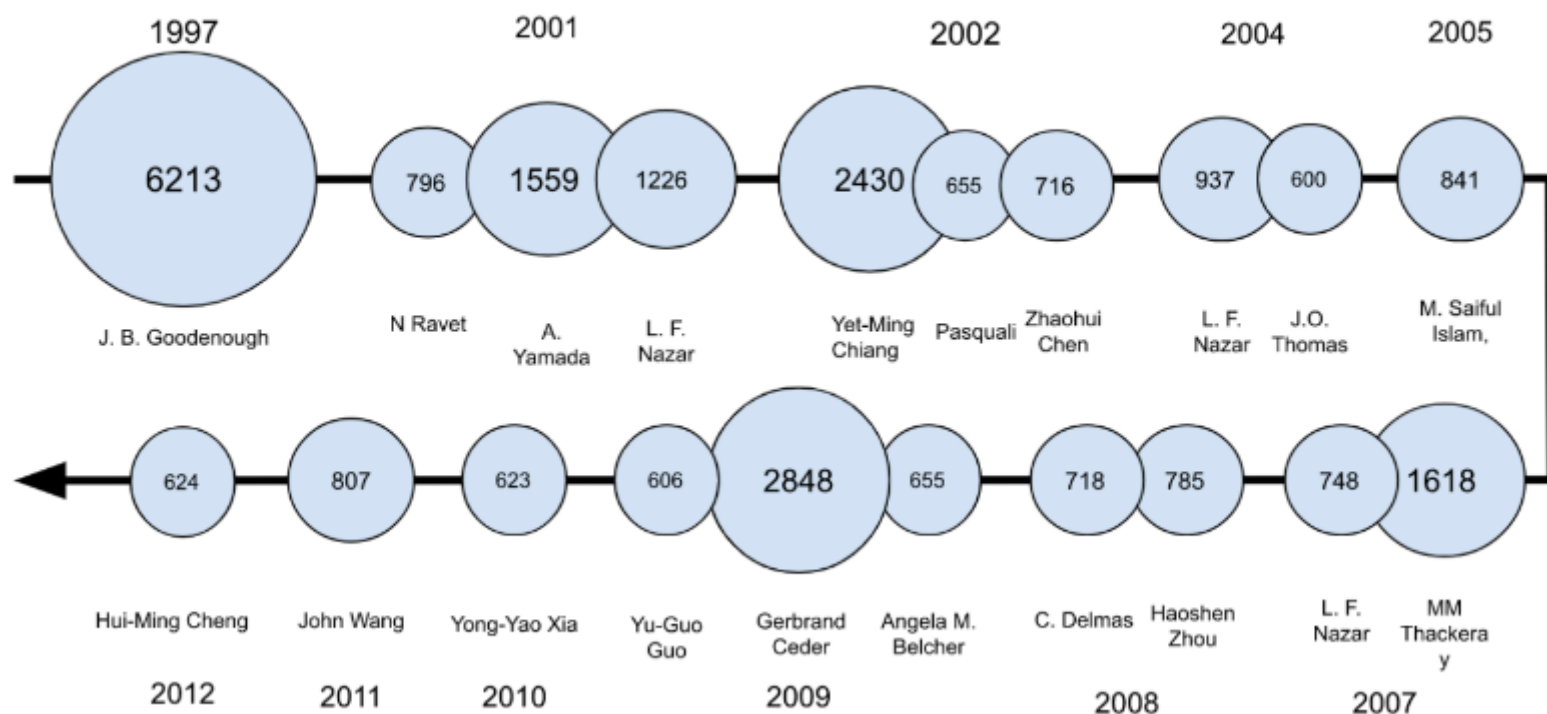 1997
2001
2002
2004
2005
6213
796
1559
1226
2430
655
716
937
600
841
J. B. Goodenough
N Ravet
A.
Yamada
L. F.
Nazar
Yet-Ming
Chiang
Pasquali
Zhaohui
Chen
L. F.
Nazar
J.O.
Thomas
M. Saiful
Islam,
624
807
623
606
2848
655
718
785
748
1618
Hui-Ming Cheng
John Wang
Yong-Yao Xia
Yu-Guo
Guo
Gerbrand
Ceder
Angela M.
Belcher
C. Delmas
Haoshen
Zhou
L. F.
Nazar
MM
Thackera
y
2012
2011
2010
2009
2008
2007